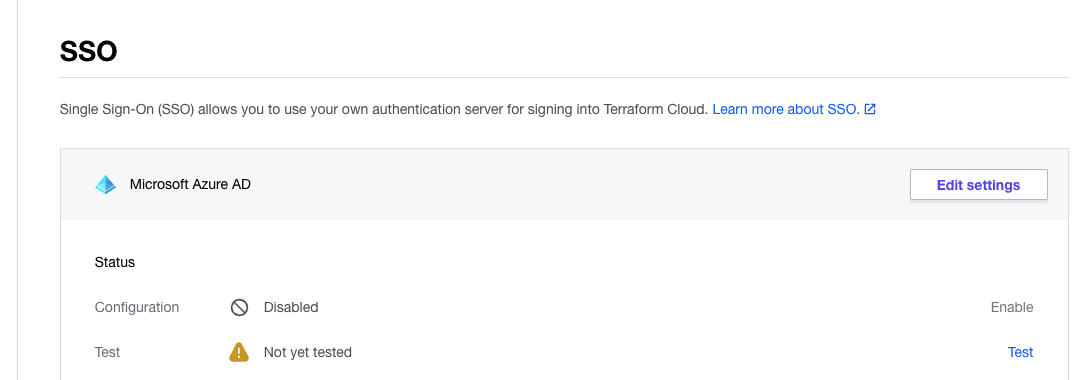 SSO
Single Sign-On (SSO) allows you to use your own authentication server for signing into Terraform Cloud. Learn more about SSO.
Microsoft Azure AD
Edit settings
Status
Configuration Disabled Enable
Test Not yet tested Test